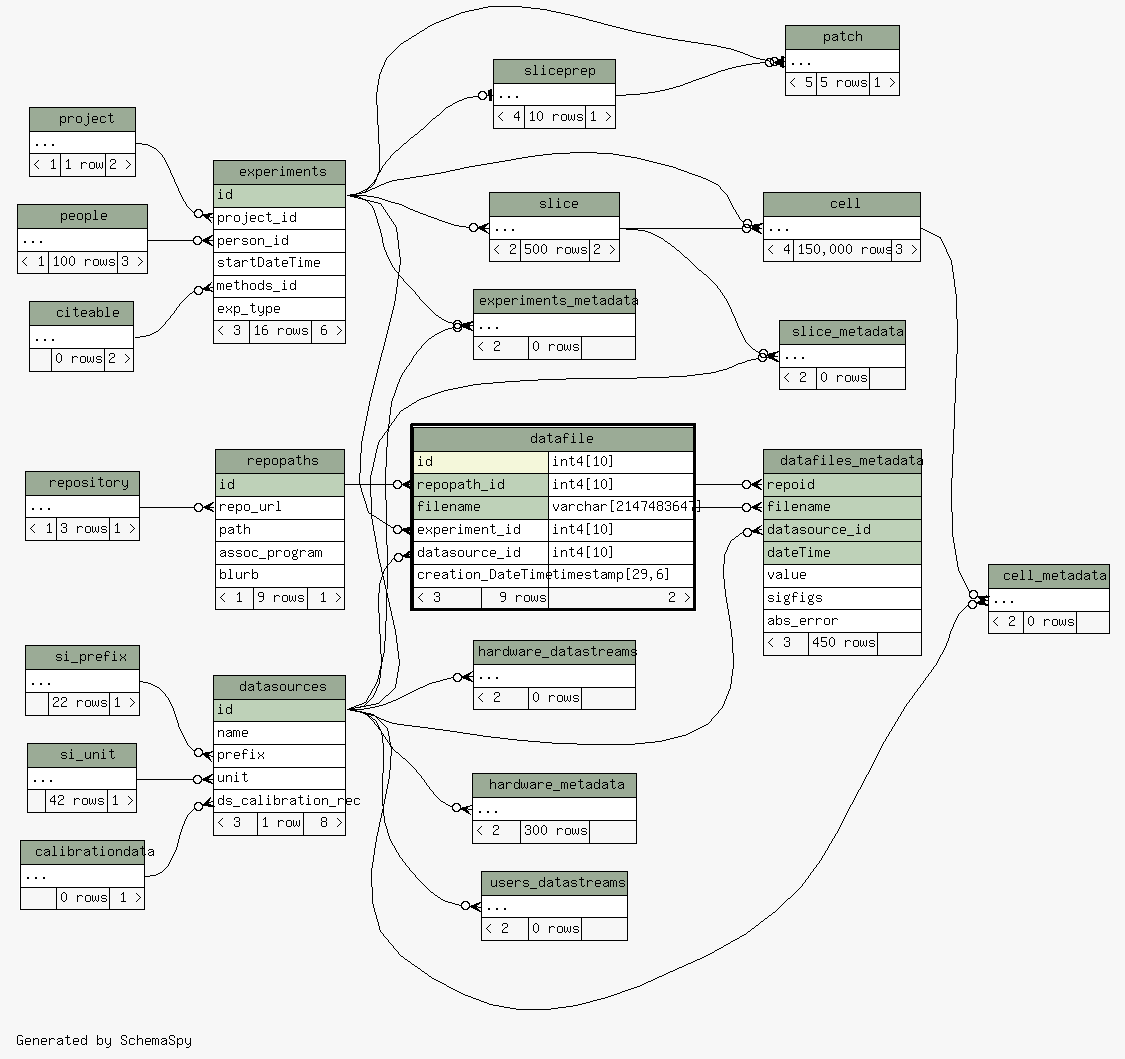 patch
...
< 5 5 rows 1 >
sliceprep
...
< 4 10 rows 1 >
project
...
< 1 1 row 2 >
experiments
id
project_id
person_id
startDateTime
methods_id
exp_type
< 3 16 rows 6 >
people
...
< 1 100 rows 3 >
citeable
...
0 rows 2 >
slice
...
< 2 500 rows 2 >
cell
...
< 4 150,000 rows 3 >
experiments_metadata
...
< 2 0 rows
slice_metadata
...
< 2 0 rows
datafile
id int4[10]
repopath_id int4[10]
filename varchar[2147483647]
experiment_id int4[10]
datasource_id int4[10]
creation_DateTime timestamp[29,6]
< 3 9 rows 2 >
repopaths
id
repo_url
path
assoc_program
blurb
< 1 9 rows 1 >
repository
...
< 1 3 rows 1 >
datafiles_metadata
repoid
filename
datasource_id
dateTime
value
sigfigs
abs_error
< 3 450 rows
cell_metadata
...
< 2 0 rows
si_prefix
...
22 rows 1 >
datasources
id
name
prefix
unit
ds_calibration_rec
< 3 1 row 8 >
si_unit
...
42 rows 1 >
calibrationdata
...
0 rows 1 >
hardware_datastreams
...
< 2 0 rows
hardware_metadata
...
< 2 300 rows
users_datastreams
...
< 2 0 rows
Generated by SchemaSpy